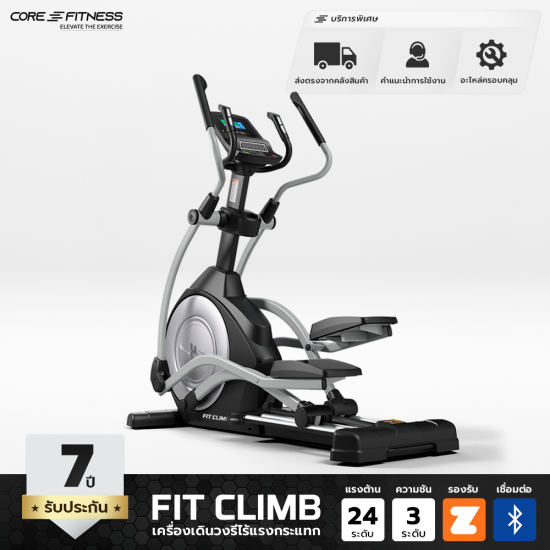 CORE FITNESS
ELEVATE THE EXERCISE
บริการพิเศษ
ส่งตรงจากคลังสินค้า
คำแนะนำการใช้งาน
อะไหล่ครอบคลุม
FIT CLIMB
7 ปี
รับประกัน
FIT CLIMB
เครื่องเดินวงรีไร้แรงกระแทก
แรงต้าน
24
ระดับ
ความชัน
3
ระดับ
รองรับ
เชื่อมต่อ